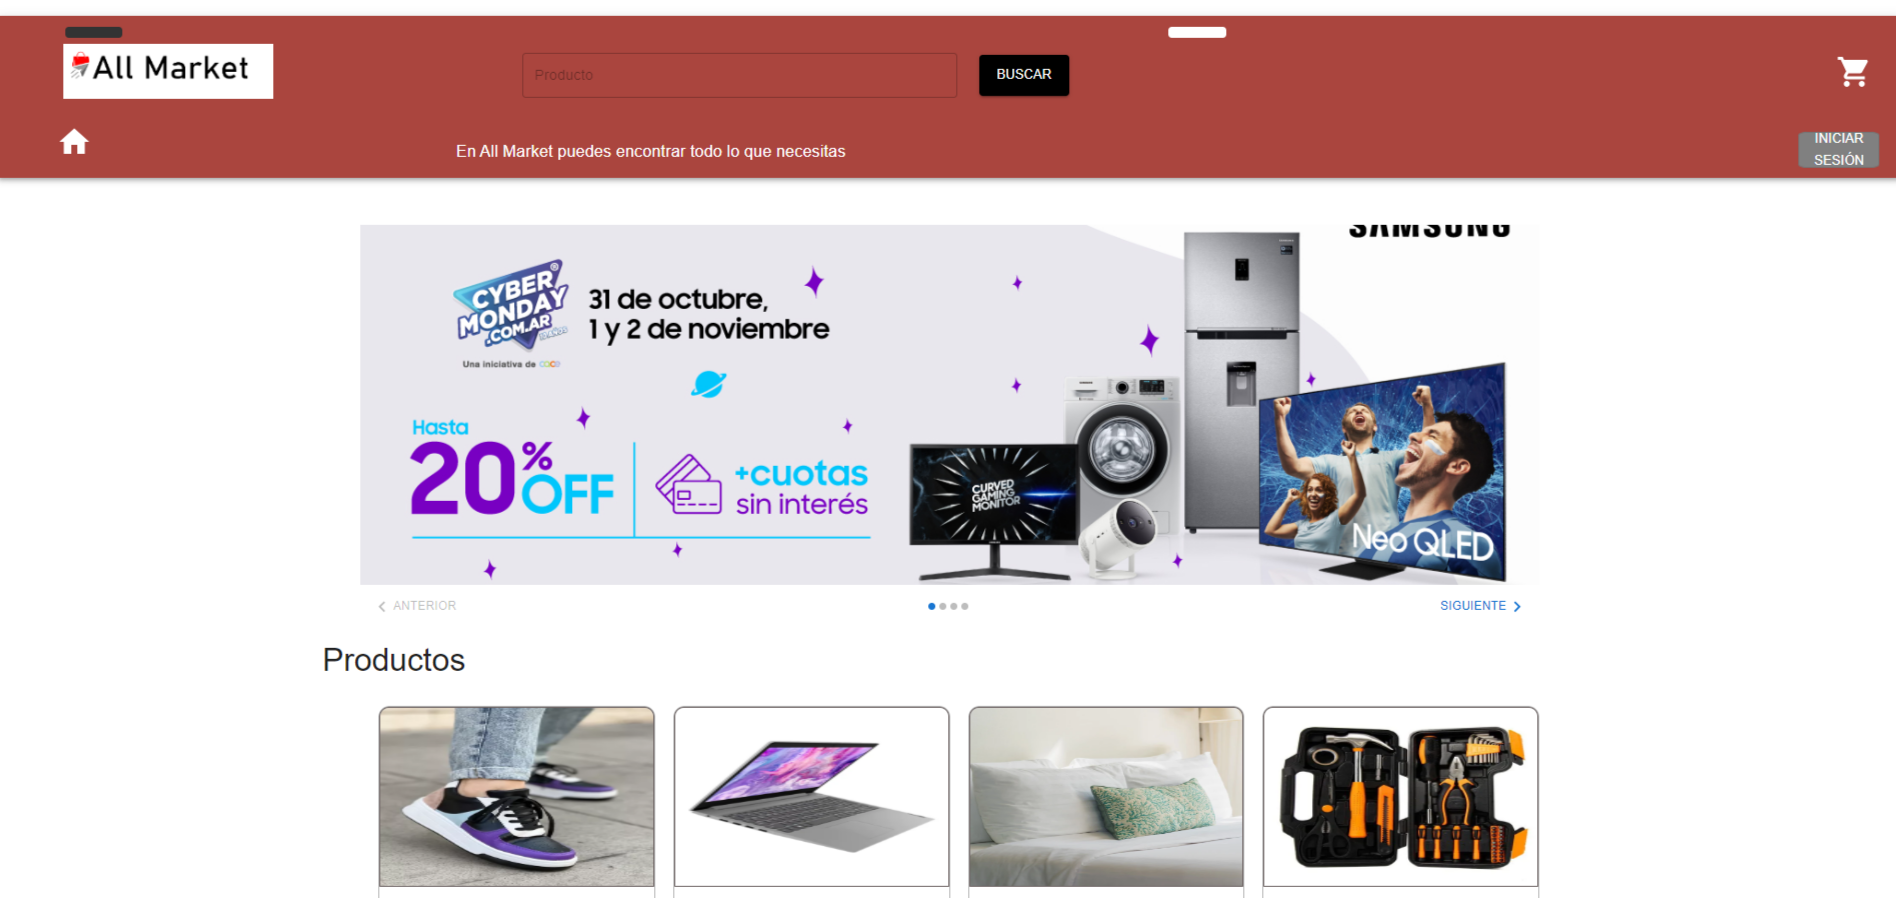 All Market
Producto
BUSCAR
En All Market puedes encontrar todo lo que necesitas
INICIAR
SESIÓN
SAMSUNG
CYBER
MONDAY
.COM.AR
31 de octubre,
1 y 2 de noviembre
Una iniciativa de
Hasta
20% OFF
+cuotas
sin interés
CURVED
GAMING
MONITOR
Neo QLED
ANTERIOR
SIGUIENTE
Productos